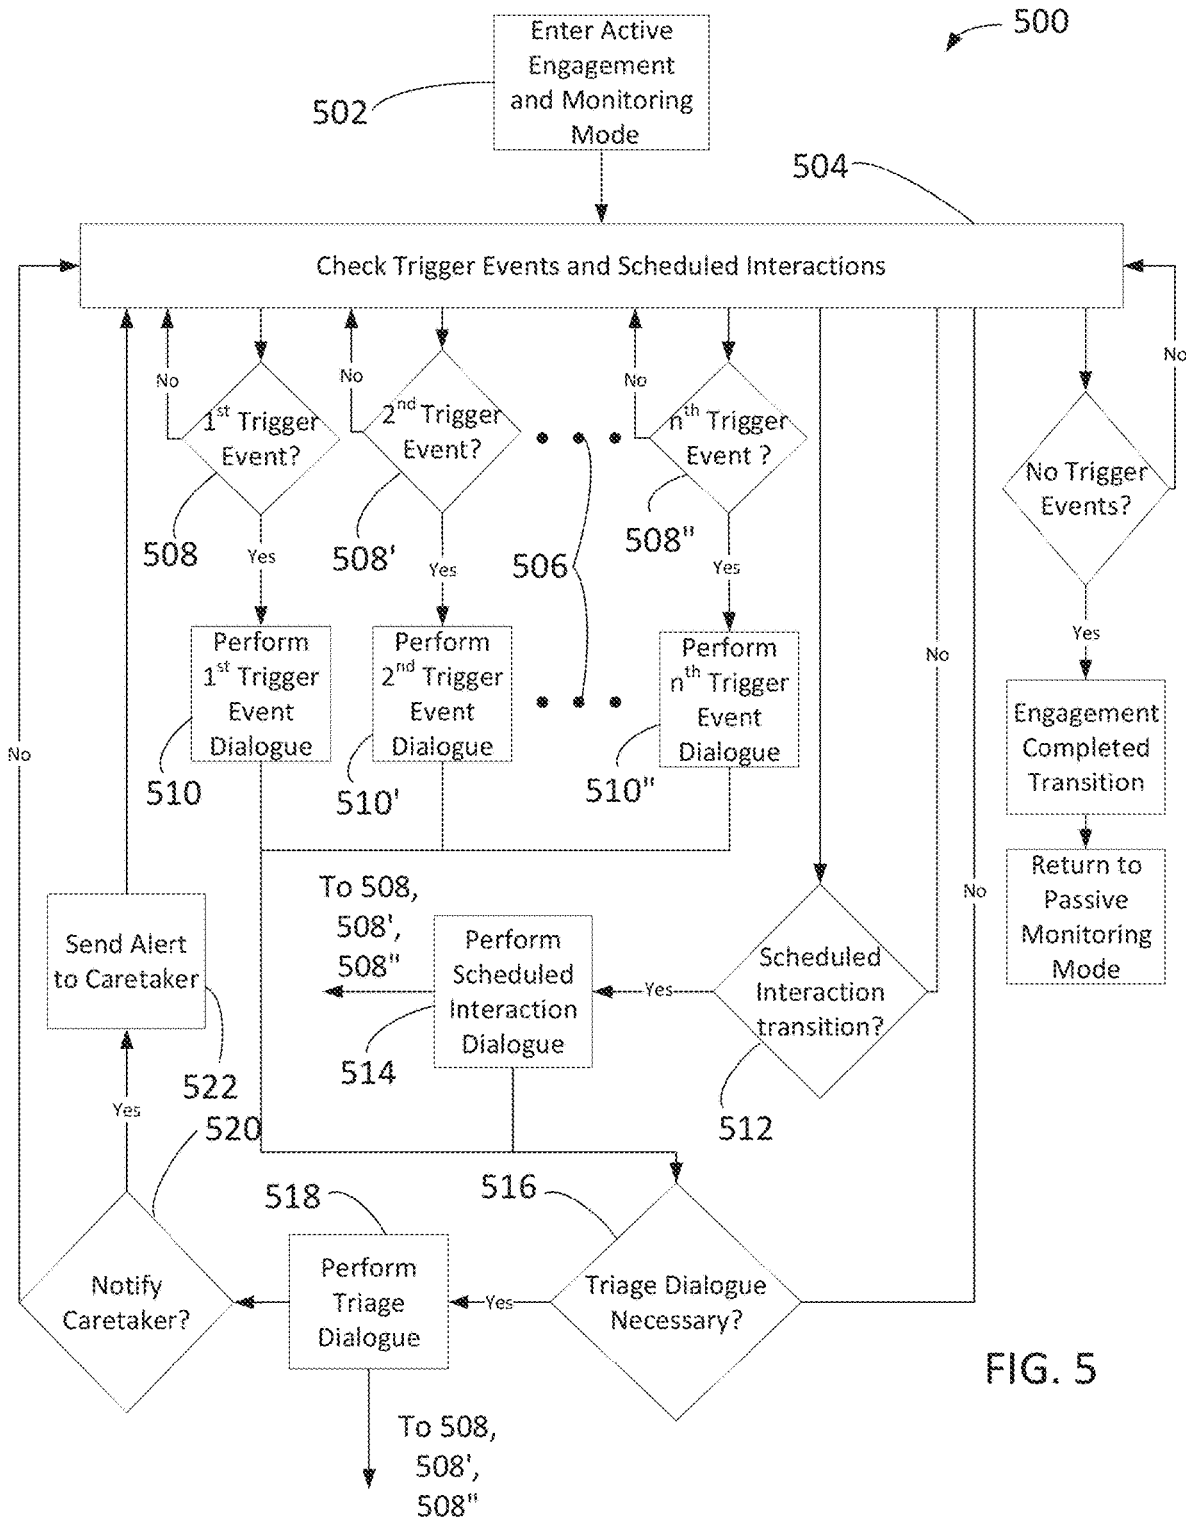 500
Enter Active
Engagement
and Monitoring
Mode
502
504
Check Trigger Events and Scheduled Interactions
No
No
No
No
1st Trigger
Event?
2nd Trigger
Event?
nth Trigger
Event ?
No Trigger
Events?
508
508'
506
508"
Yes
Yes
Yes
Yes
No
Perform
1st Trigger
Event
Dialogue
Perform
2nd Trigger
Event
Dialogue
Perform
nth Trigger
Event
Dialogue
Engagement
Completed
Transition
No
510
510'
510"
Return to
Passive
Monitoring
Mode
No
To 508,
508',
508"
Send Alert
to Caretaker
Perform
Scheduled
Interaction
Dialogue
Yes
Scheduled
Interaction
transition?
514
522
512
Yes
520
518
516
Notify
Caretaker?
Perform
Triage
Dialogue
Yes
Triage Dialogue
Necessary?
FIG. 5
To 508,
508',
508"